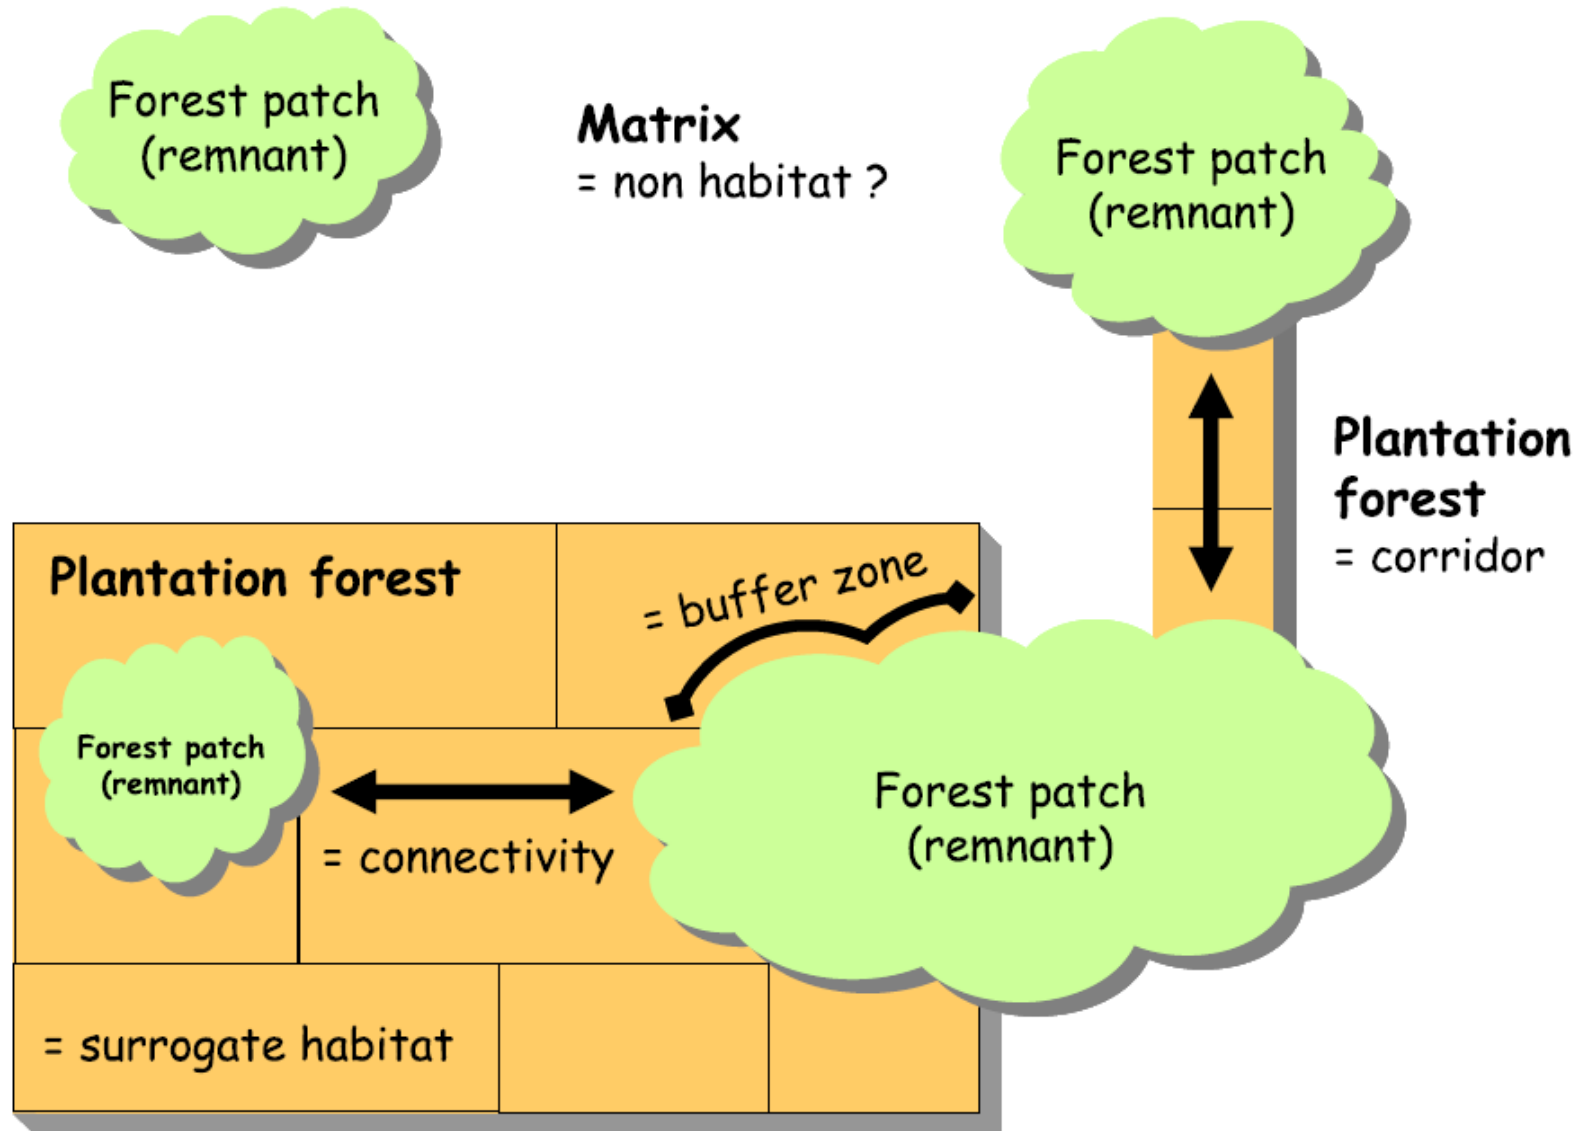 Forest patch
(remnant)
Matrix
= non habitat ?
Forest patch
(remnant)
Plantation
forest
= corridor
Plantation forest
= buffer zone
Forest patch
(remnant)
= connectivity
Forest patch
(remnant)
= surrogate habitat